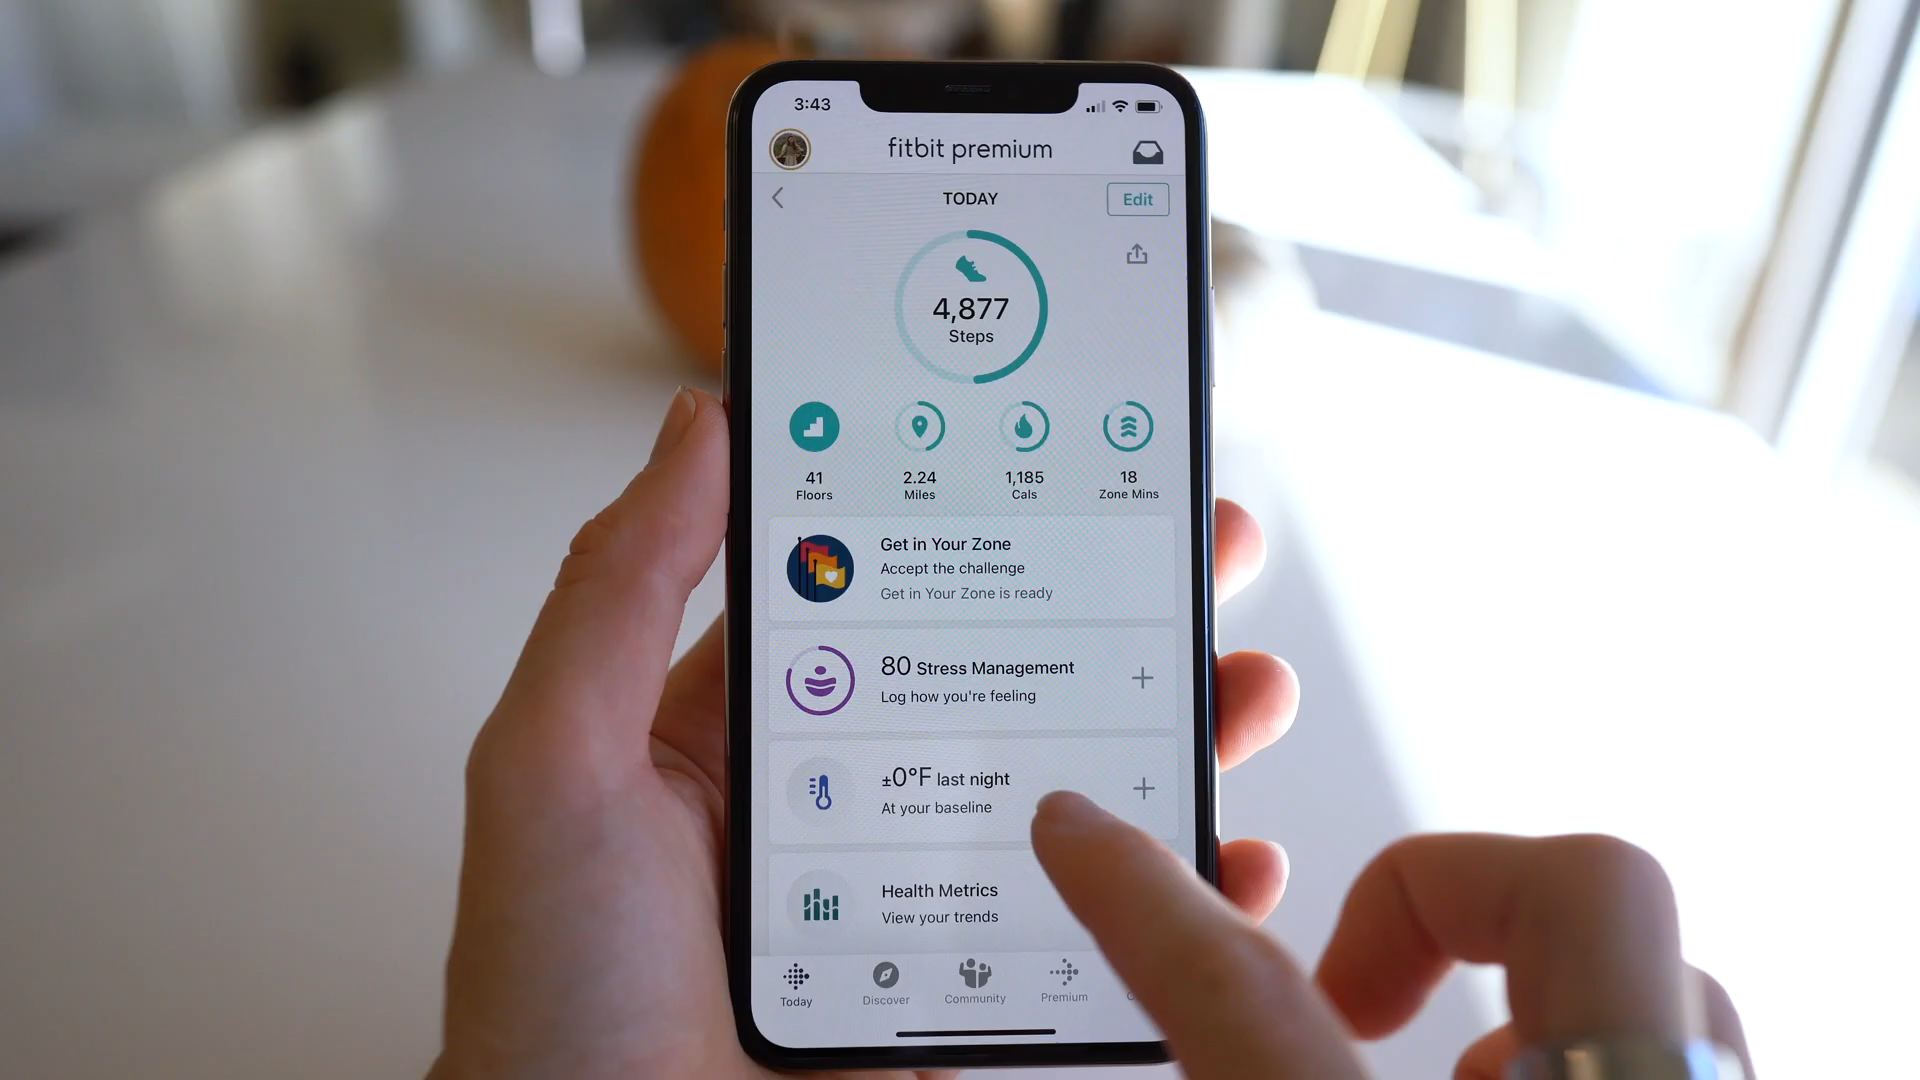 3:43
fitbit premium
TODAY
Edit
4,877
Steps
41
Floors
2.24
Miles
1,185
Cals
18
Zone Mins
Get in Your Zone
Accept the challenge
Get in Your Zone is ready
80 Stress Management
Log how you're feeling
±0°F last night
At your baseline
Health Metrics
View your trends
Today
Discover
Community
Premium